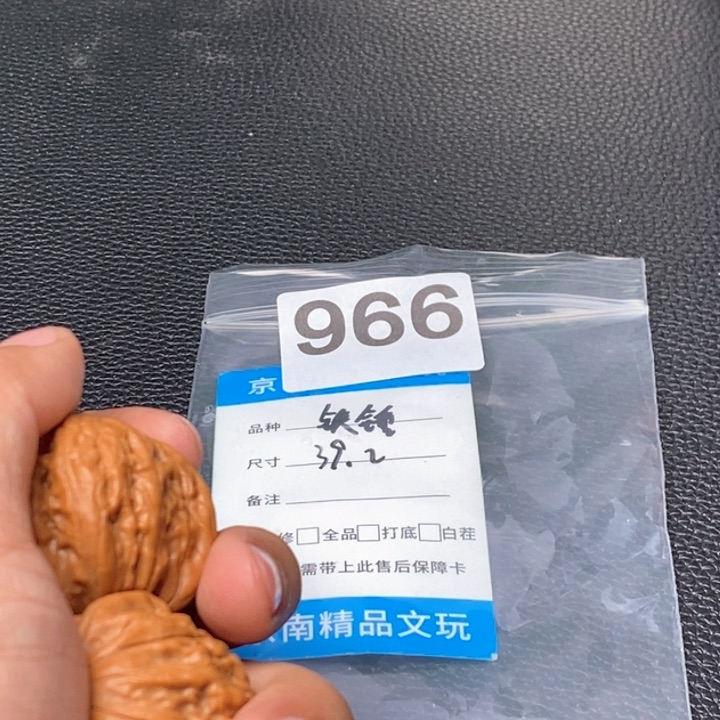 966
京
品种 铁锤
尺寸 39.2
备注
修 全品 打底 白茬
需带上此售后保障卡
南精品文玩